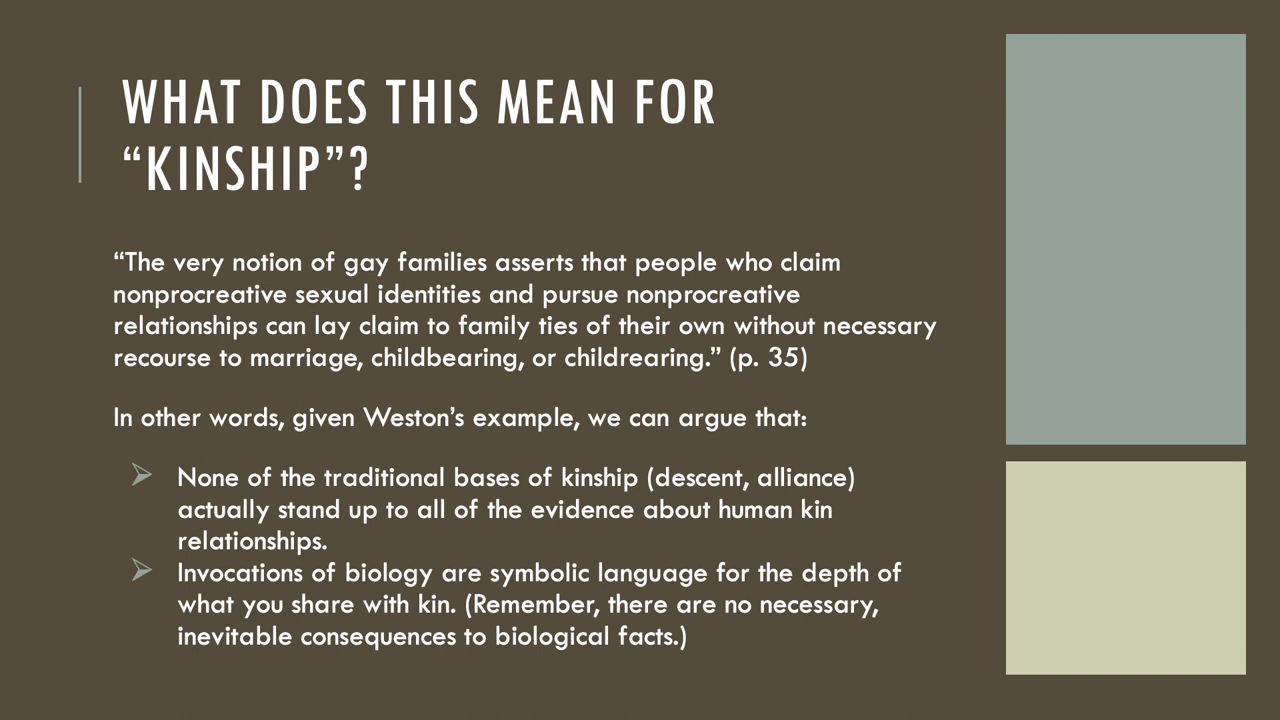 WHAT DOES THIS MEAN FOR
“KINSHIP”?
“The very notion of gay families asserts that people who claim
nonprocreative sexual identities and pursue nonprocreative
relationships can lay claim to family ties of their own without necessary
recourse to marriage, childbearing, or childrearing.” (p. 35)
In other words, given Weston’s example, we can argue that:
None of the traditional bases of kinship (descent, alliance)
actually stand up to all of the evidence about human kin
relationships.
Invocations of biology are symbolic language for the depth of
what you share with kin. (Remember, there are no necessary,
inevitable consequences to biological facts.)